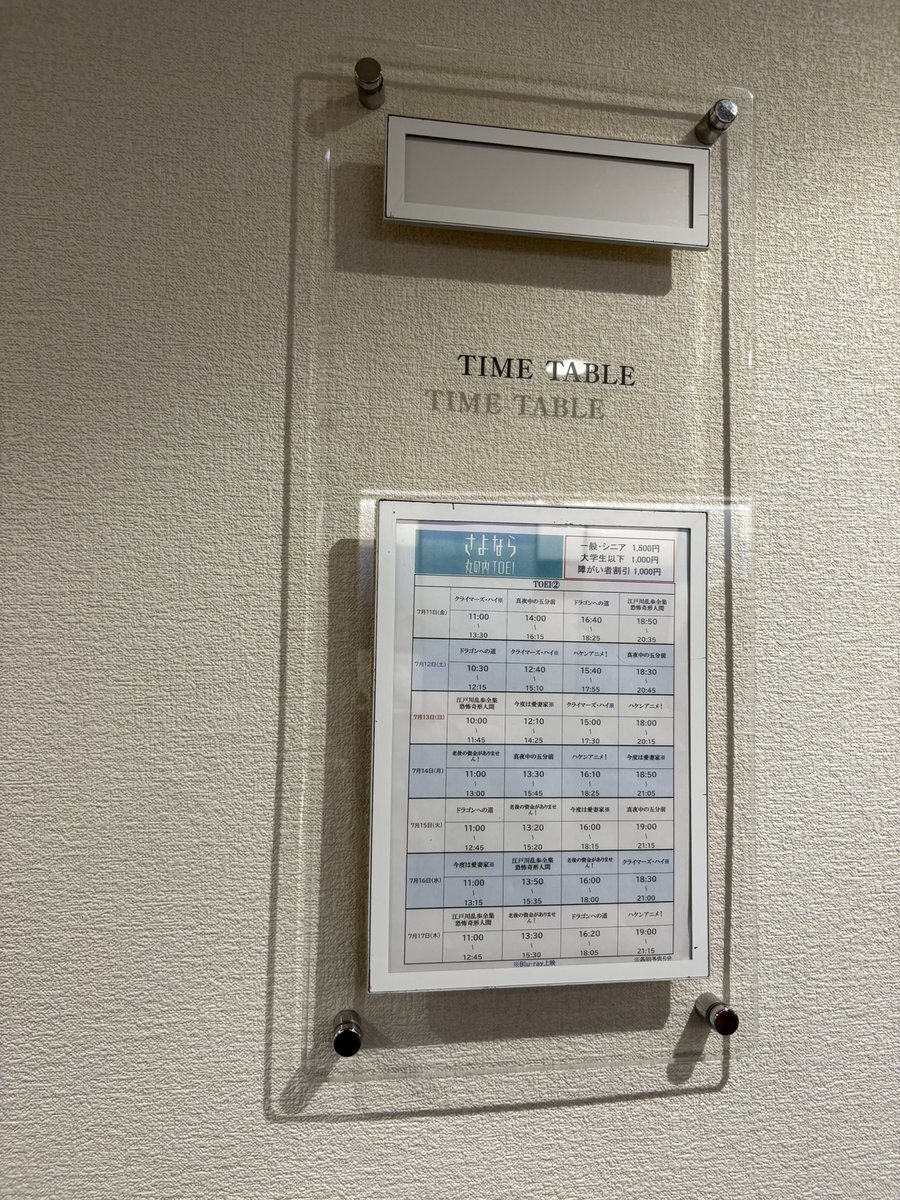 TIME TABLE
さよなら
丸の内TOEI
一般・シニア 1,500円
大学生以下 1,000円
障がい者割引 1,000円
TOEI②
7月11日(金)
クライマーズ・ハイ※ 真夜中の五分前 ドラゴンへの道 江戸川乱歩全集 恐怖奇形人間
11:00 14:00 16:40 18:50
~ ~ ~ ~
13:30 16:15 18:25 20:35
7月12日(土)
ドラゴンへの道 クライマーズ・ハイ※ ハケンアニメ! 真夜中の五分前
10:30 12:40 15:40 18:30
~ ~ ~ ~
12:15 15:10 17:55 20:45
7月13日(日)
江戸川乱歩全集 恐怖奇形人間 今度は愛妻家※ クライマーズ・ハイ※ ハケンアニメ!
10:00 12:10 15:00 18:00
~ ~ ~ ~
11:45 14:25 17:30 20:15
7月14日(月)
老後の資金がありません! 真夜中の五分前 ハケンアニメ! 今度は愛妻家※
11:00 13:30 16:10 18:50
~ ~ ~ ~
13:00 15:45 18:25 21:05
7月15日(火)
ドラゴンへの道 老後の資金がありません! 今度は愛妻家※ 真夜中の五分前
11:00 13:20 16:00 19:00
~ ~ ~ ~
12:45 15:20 18:15 21:15
7月16日(水)
今度は愛妻家※ 江戸川乱歩全集 恐怖奇形人間 老後の資金がありません! クライマーズ・ハイ※
11:00 13:50 16:00 18:30
~ ~ ~ ~
13:15 15:35 18:00 21:00
7月17日(木)
江戸川乱歩全集 恐怖奇形人間 老後の資金がありません! ドラゴンへの道 ハケンアニメ!
11:00 13:30 16:20 19:00
~ ~ ~ ~
12:45 15:30 18:05 21:15
※Blu-ray上映 ※各回予告5分